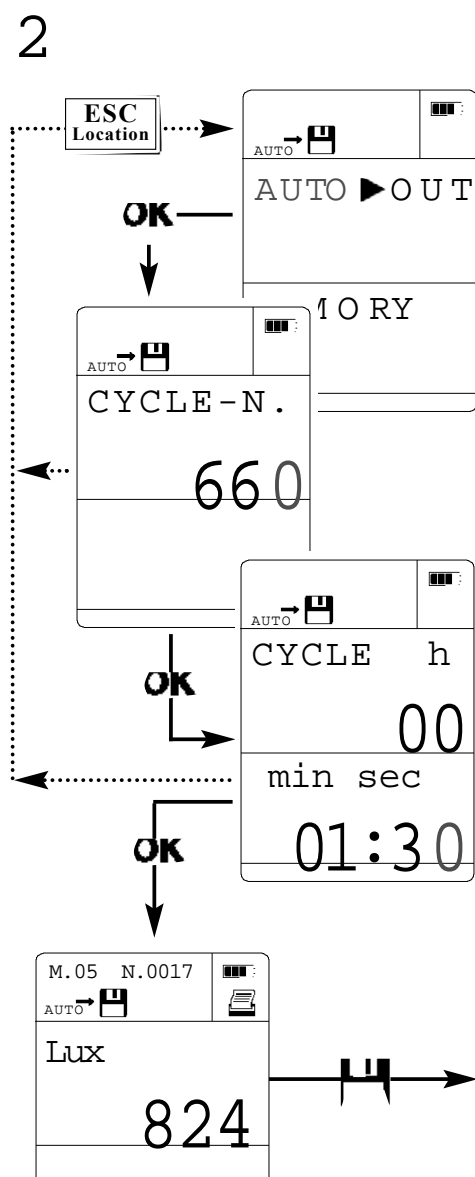 2
ESC
Location
AUTO
AUTO ▶OUT
OK
MORY
AUTO
CYCLE-N.
660
AUTO
CYCLE h
00
OK
min sec
01:30
OK
M.05 N.0017
AUTO
Lux
824